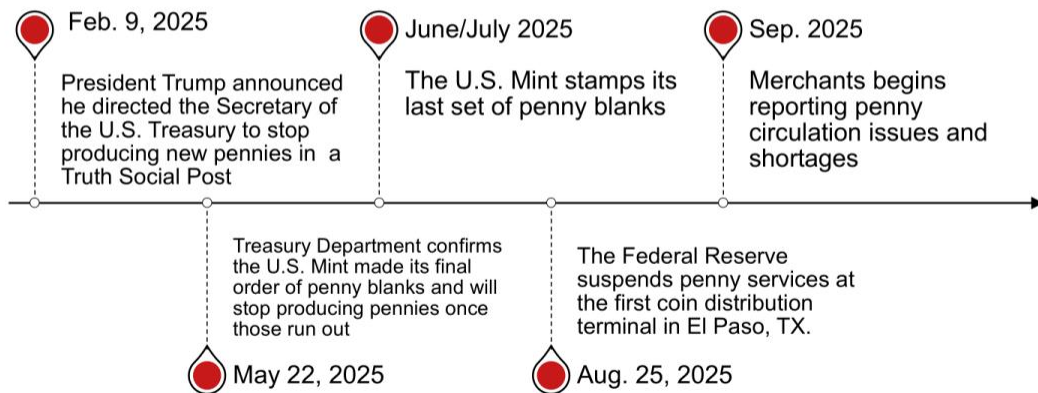 Feb. 9, 2025
President Trump announced
he directed the Secretary of
the U.S. Treasury to stop
producing new pennies in a
Truth Social Post
Treasury Department confirms
the U.S. Mint made its final
order of penny blanks and will
stop producing pennies once
those run out
May 22, 2025
June/July 2025
The U.S. Mint stamps its
last set of penny blanks
The Federal Reserve
suspends penny services at
the first coin distribution
terminal in El Paso, TX.
Aug. 25, 2025
Sep. 2025
Merchants begins
reporting penny
circulation issues and
shortages